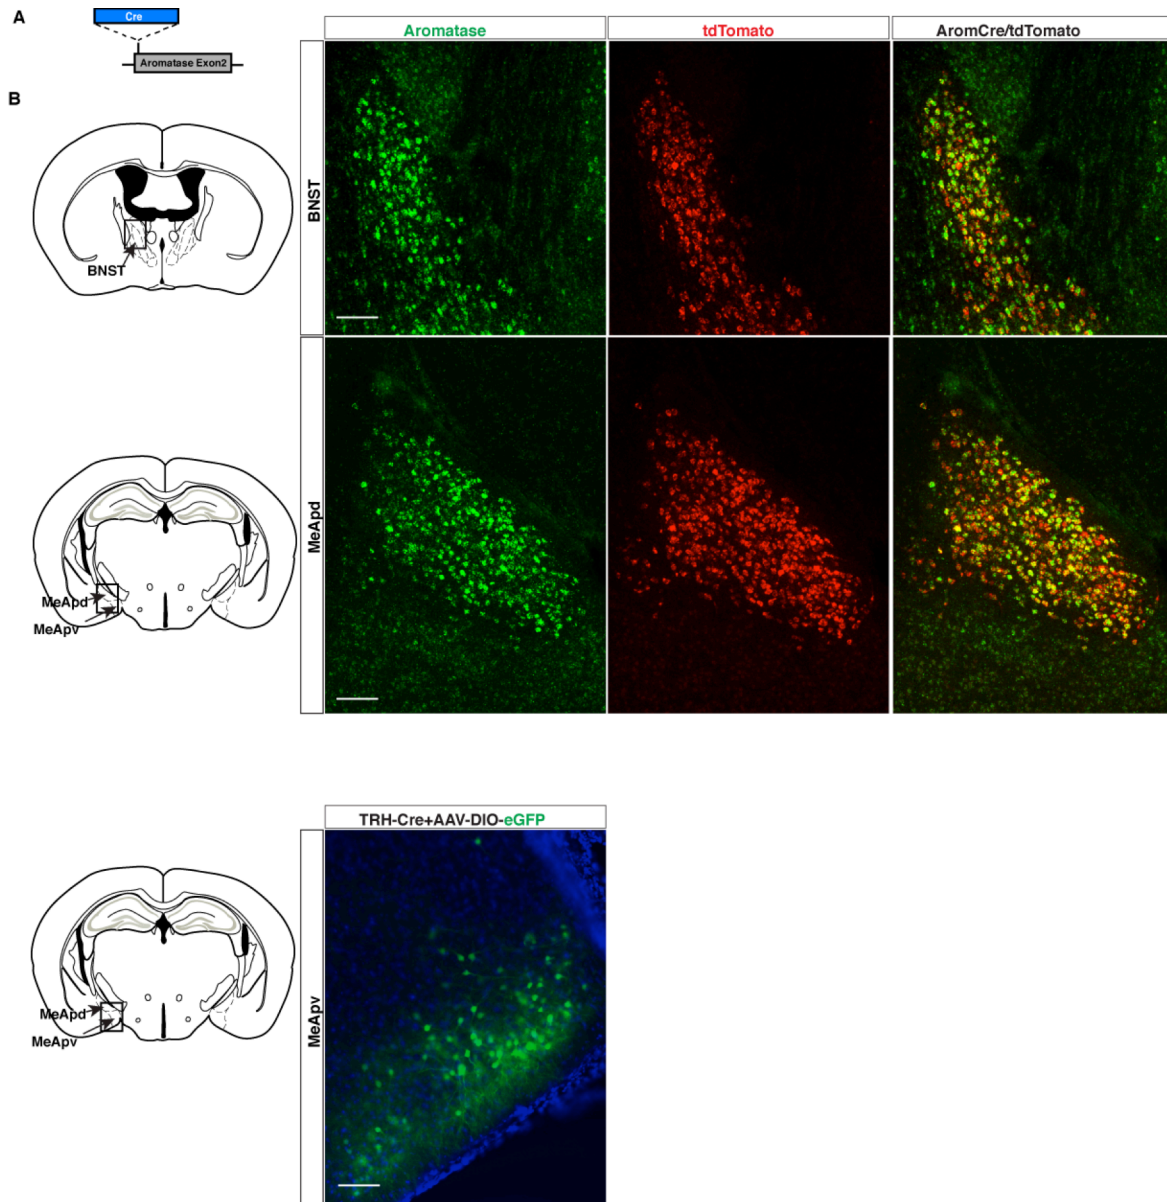 A
Cre
Aromatase Exon2
B
Aromatase
tdTomato
AromCre/tdTomato
BNST
BNST
MeApd
MeApv
MeApd
TRH-Cre+AAV-DIO-eGFP
MeApd
MeApv
MeApv